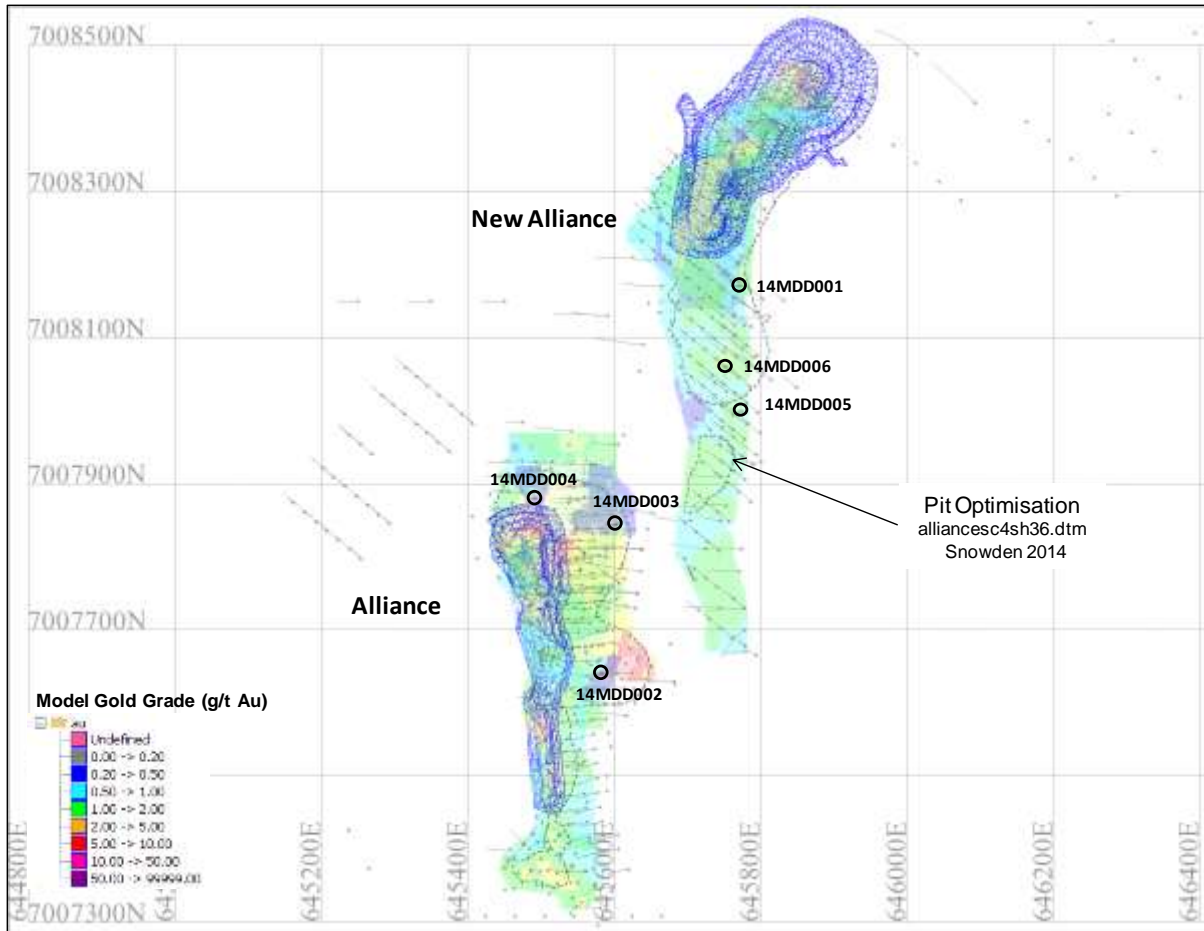 7008500N
7008300N
New Alliance
14MDD001
7008100N
14MDD006
14MDD005
7007900N
14MDD004
14MDD003
Pit Optimisation
alliancesc4sh36.dtm
Snowden 2014
Alliance
7007700N
14MDD002
Model Gold Grade (g/t Au)
au
Undefined
0.00 -> 0.20
0.20 -> 0.50
0.50 -> 1.00
1.00 -> 2.00
2.00 -> 5.00
5.00 -> 10.00
10.00 -> 50.00
50.00 -> 99999.00
7007300N
644800E
645200E
645400E
645600E
645800E
646000E
646200E
646400E